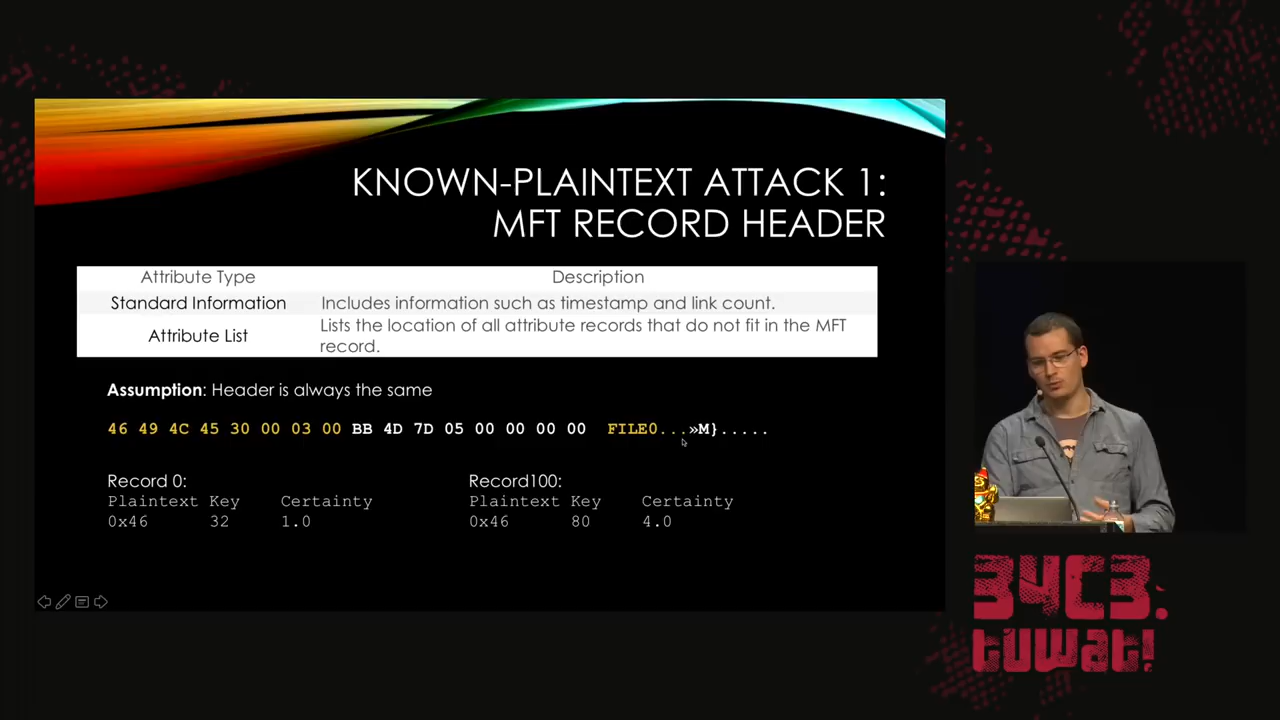 KNOWN-PLAINTEXT ATTACK 1:
MFT RECORD HEADER
Attribute Type Description
Standard Information Includes information such as timestamp and link count.
Attribute List Lists the location of all attribute records that do not fit in the MFT
record.
Assumption: Header is always the same
46 49 4C 45 30 00 03 00 BB 4D 7D 05 00 00 00 00 FILE0...»M}.....
Record 0:
Plaintext Key Certainty
0x46 32 1.0
Record100:
Plaintext Key Certainty
0x46 80 4.0
34C3.
tuwat!